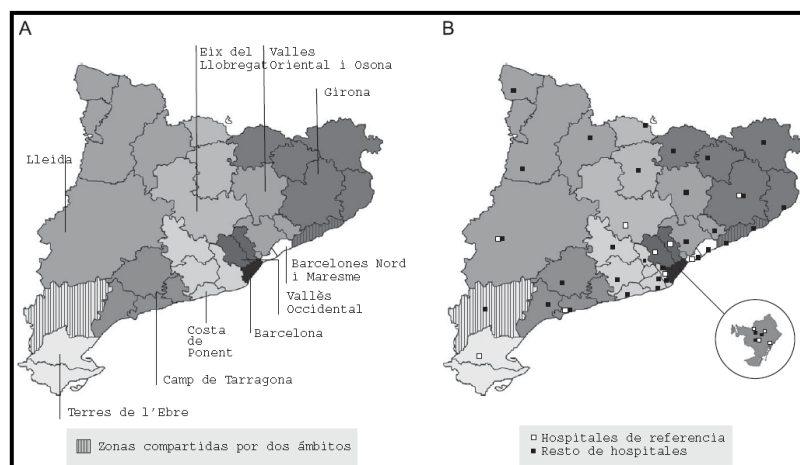 A
Eix del
Llobregat
Valles
Oriental i Osona
Girona
Lleida
Barcelones Nord
i Maresme
Vallès
Occidental
Barcelona
Costa
de
Ponent
Camp de Tarragona
Terres de l'Ebre
Zonas compartidas por dos ámbitos
B
Hospitales de referencia
Resto de hospitales